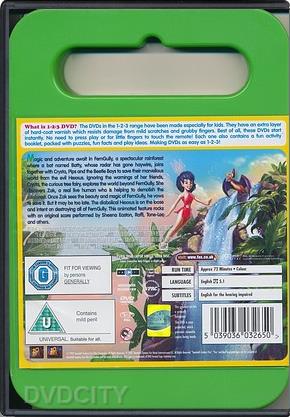 What is 1-2-3 DVD? The DVDs in the 1-2-3 range have been made especially for kids. They have an extra layer
of hard-coat varnish which resists damage from mild scratches and grubby fingers. Best of all, these DVDs start
instantly. No need to press play or for little fingers to touch the remote! Each one also contains a fun activity
booklet, packed with puzzles, fun facts and play ideas. Making DVDs as easy as 1-2-3!
Magic and adventure await in FernGully, a spectacular rainforest
where a bat named Batty, whose radar has gone haywire, joins
together with Crysta, Pips and the Beetle Boys to save their marvellous
world from the evil Hexxus. Ignoring the warnings of her friends,
Crysta, the curious tree fairy, explores the world beyond FernGully. She
discovers Zak, a real live human who is helping to demolish the
rainforest. Once Zak sees the beauty and magic of FernGully, he vows
to save it. But it may be too late, the diabolical Hexxus is on the loose
and intent on destroying all of FernGully. This animated feature rocks
with an original score performed by Sheena Easton, Raffi, Tone-Loc
and others.
G
FIT FOR VIEWING
by persons
GENERALLY
U
Contains
mild peril
UNIVERSAL: Suitable for all.
DVD
www.fox.co.uk
RUN TIME
Approx 72 Minutes • Colour
LANGUAGE
English 5.1
SUBTITLES
English for the hearing impaired
5 039036 032650 >
DVDCITY